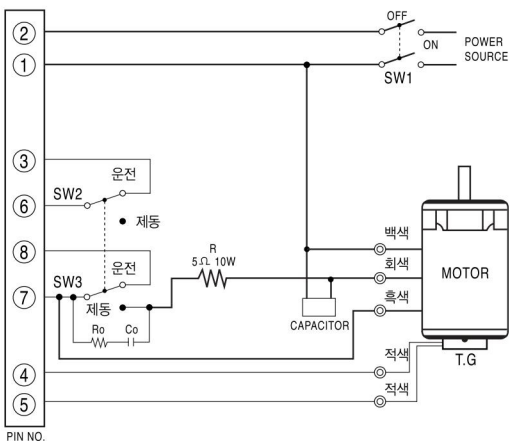 OFF
②
ON
POWER
SOURCE
①
SW1
③
운전
SW2
⑥
제동
⑧
운전
R
5Ω 10W
백색
SW3
회색
MOTOR
⑦
제동
흑색
CAPACITOR
Ro
Co
적색
T.G
④
적색
⑤
PIN NO.